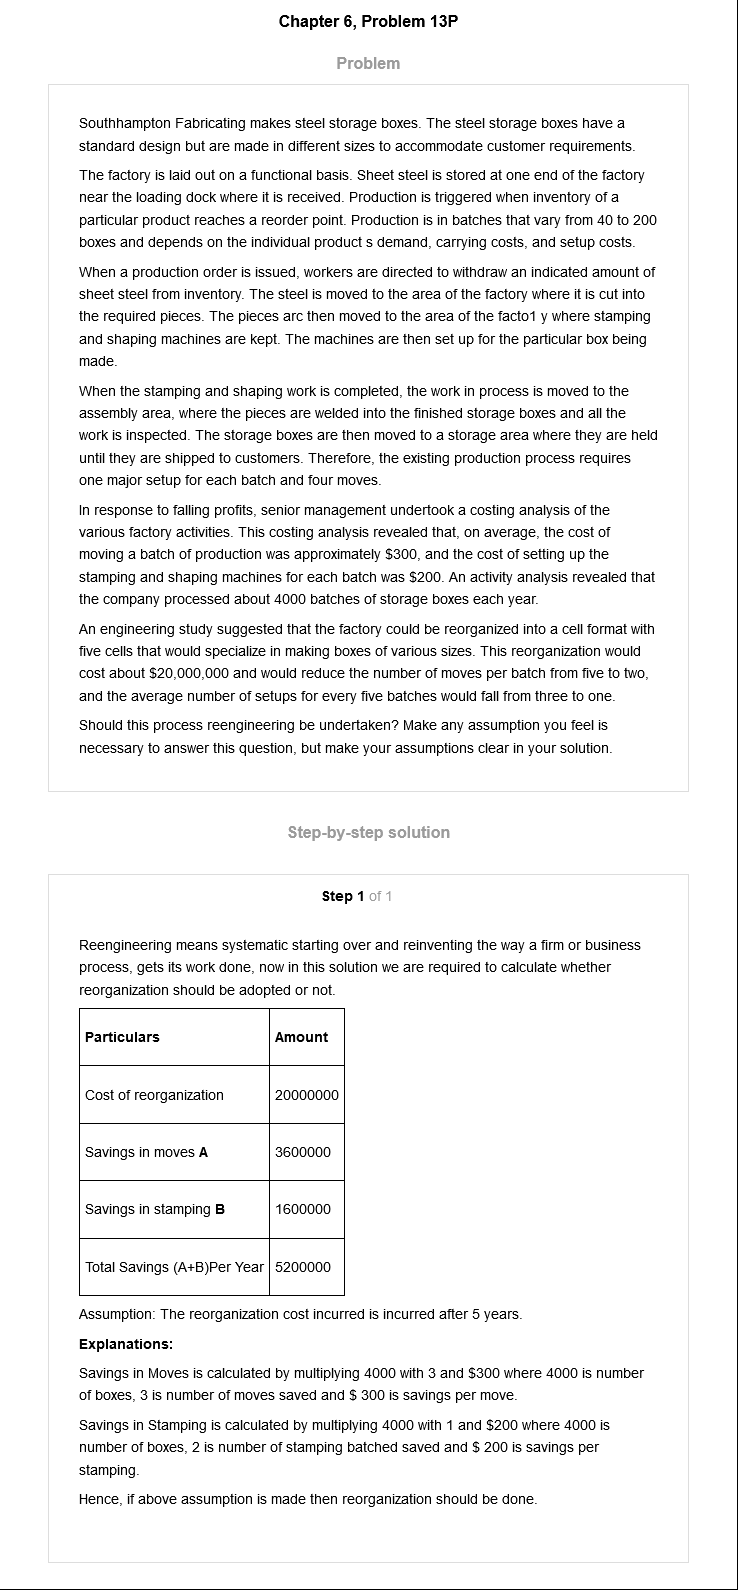 Chapter 6, Problem 13P
Problem
Southhampton Fabricating makes steel storage boxes. The steel storage boxes have a
standard design but are made in different sizes to accommodate customer requirements.
The factory is laid out on a functional basis. Sheet steel is stored at one end of the factory
near the loading dock where it is received. Production is triggered when inventory of a
particular product reaches a reorder point. Production is in batches that vary from 40 to 200
boxes and depends on the individual product s demand, carrying costs, and setup costs.
When a production order is issued, workers are directed to withdraw an indicated amount of
sheet steel from inventory. The steel is moved to the area of the factory where it is cut into
the required pieces. The pieces arc then moved to the area of the facto1 y where stamping
and shaping machines are kept. The machines are then set up for the particular box being
made.
When the stamping and shaping work is completed, the work in process is moved to the
assembly area, where the pieces are welded into the finished storage boxes and all the
work is inspected. The storage boxes are then moved to a storage area where they are held
until they are shipped to customers. Therefore, the existing production process requires
one major setup for each batch and four moves.
In response to falling profits, senior management undertook a costing analysis of the
various factory activities. This costing analysis revealed that, on average, the cost of
moving a batch of production was approximately $300, and the cost of setting up the
stamping and shaping machines for each batch was $200. An activity analysis revealed that
the company processed about 4000 batches of storage boxes each year.
An engineering study suggested that the factory could be reorganized into a cell format with
five cells that would specialize in making boxes of various sizes. This reorganization would
cost about $20,000,000 and would reduce the number of moves per batch from five to two,
and the average number of setups for every five batches would fall from three to one.
Should this process reengineering be undertaken? Make any assumption you feel is
necessary to answer this question, but make your assumptions clear in your solution.
Step-by-step solution
Step 1 of 1
Reengineering means systematic starting over and reinventing the way a firm or business
process, gets its work done, now in this solution we are required to calculate whether
reorganization should be adopted or not.
Particulars Amount
Cost of reorganization 20000000
Savings in moves A 3600000
Savings in stamping B 1600000
Total Savings (A+B)Per Year 5200000
Assumption: The reorganization cost incurred is incurred after 5 years.
Explanations:
Savings in Moves is calculated by multiplying 4000 with 3 and $300 where 4000 is number
of boxes, 3 is number of moves saved and $ 300 is savings per move.
Savings in Stamping is calculated by multiplying 4000 with 1 and $200 where 4000 is
number of boxes, 2 is number of stamping batched saved and $ 200 is savings per
stamping.
Hence, if above assumption is made then reorganization should be done.